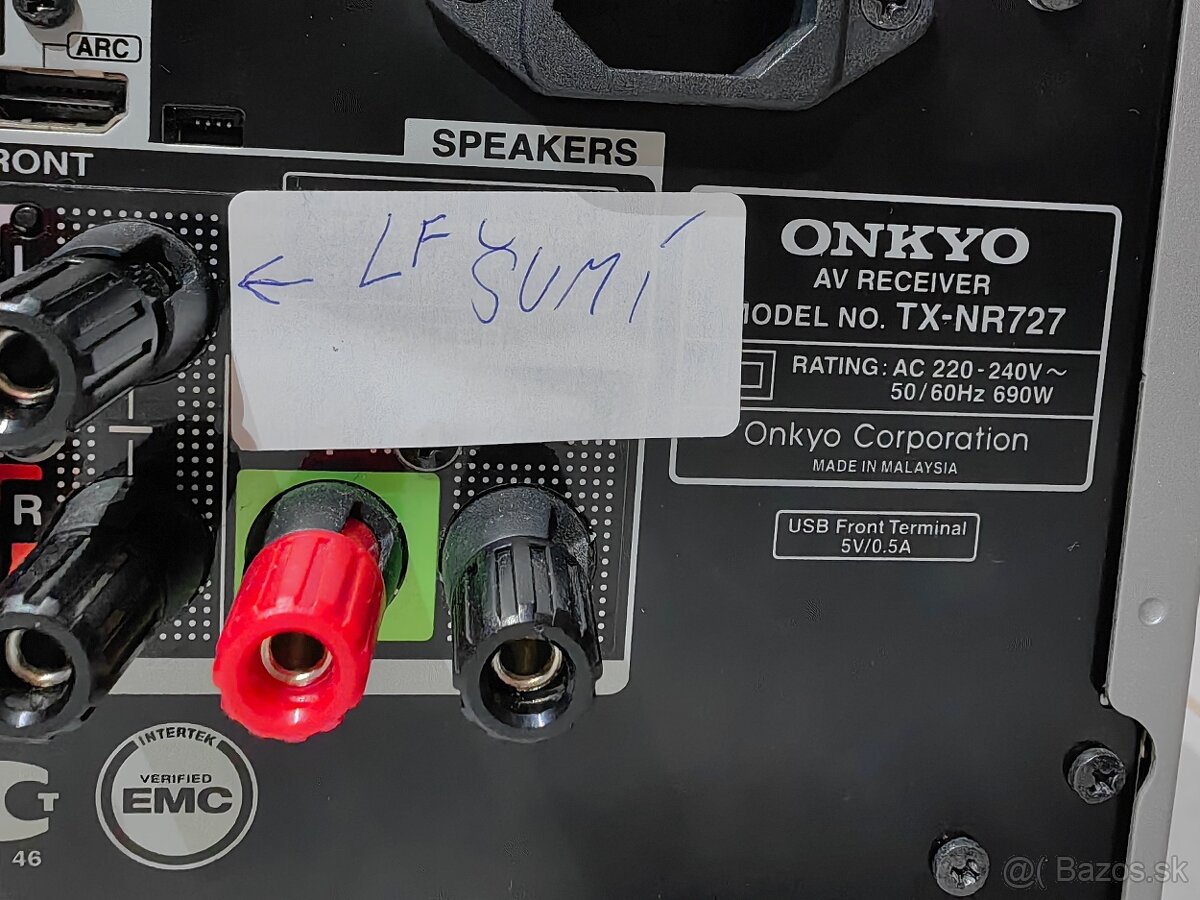 ARC
SPEAKERS
RONT
L
← LF ŠUMÍ
ONKYO
AV RECEIVER
MODEL NO. TX-NR727
RATING: AC 220-240V～
50/60Hz 690W
Onkyo Corporation
MADE IN MALAYSIA
R
USB Front Terminal
5V/0.5A
INTERTEK
VERIFIED
EMC
CT
46
@( Bazos.sk